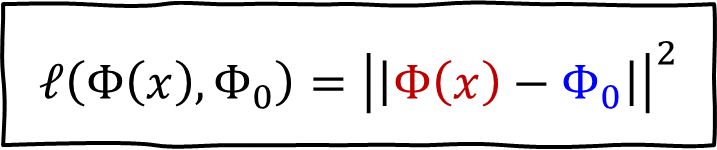 ℓ(Φ(x), Φ₀) = ||Φ(x) − Φ₀||²